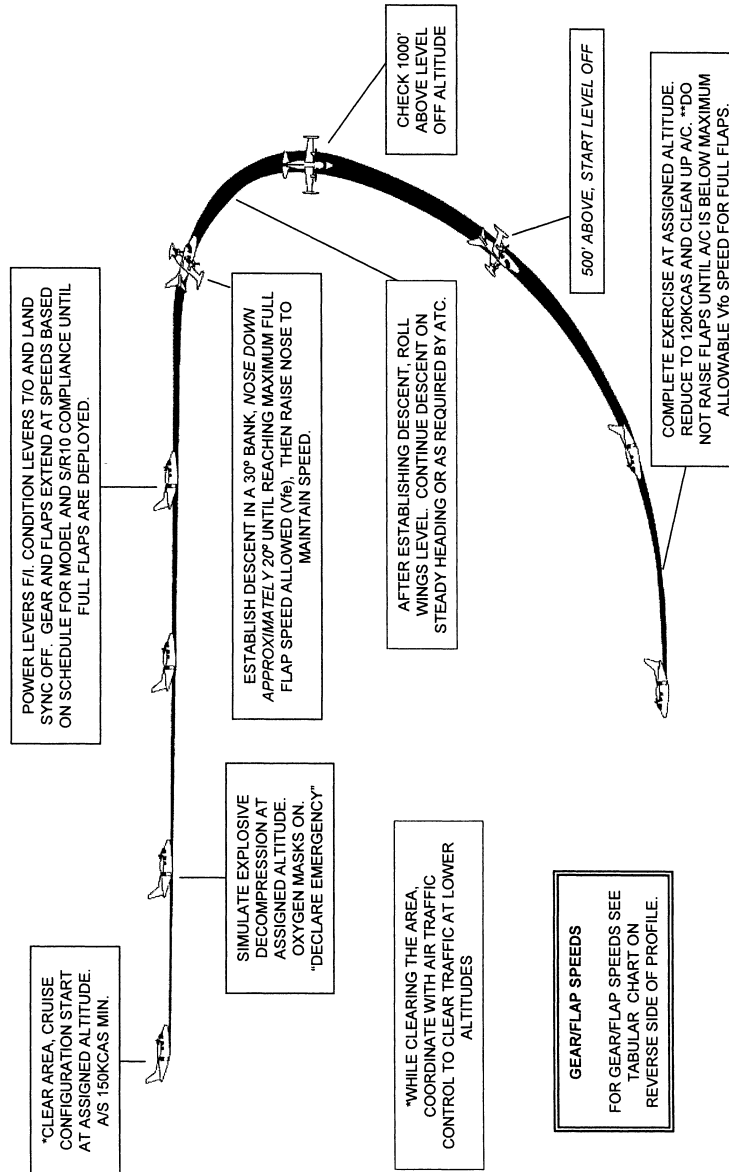 *CLEAR AREA, CRUISE
CONFIGURATION START
AT ASSIGNED ALTITUDE.
A/S 150KCAS MIN.
SIMULATE EXPLOSIVE
DECOMPRESSION AT
ASSIGNED ALTITUDE.
OXYGEN MASKS ON.
"DECLARE EMERGENCY"
POWER LEVERS F/I. CONDITION LEVERS T/O AND LAND
SYNC OFF. GEAR AND FLAPS EXTEND AT SPEEDS BASED
ON SCHEDULE FOR MODEL AND S/R10 COMPLIANCE UNTIL
FULL FLAPS ARE DEPLOYED.
ESTABLISH DESCENT IN A 30º BANK, NOSE DOWN
APPROXIMATELY 20º UNTIL REACHING MAXIMUM FULL
FLAP SPEED ALLOWED (Vfe), THEN RAISE NOSE TO
MAINTAIN SPEED.
AFTER ESTABLISHING DESCENT, ROLL
WINGS LEVEL. CONTINUE DESCENT ON
STEADY HEADING OR AS REQUIRED BY ATC.
CHECK 1000'
ABOVE LEVEL
OFF ALTITUDE
500' ABOVE, START LEVEL OFF
COMPLETE EXERCISE AT ASSIGNED ALTITUDE.
REDUCE TO 120KCAS AND CLEAN UP A/C. **DO
NOT RAISE FLAPS UNTIL A/C IS BELOW MAXIMUM
ALLOWABLE Vfo SPEED FOR FULL FLAPS.
*WHILE CLEARING THE AREA,
COORDINATE WITH AIR TRAFFIC
CONTROL TO CLEAR TRAFFIC AT LOWER
ALTITUDES
GEAR/FLAP SPEEDS
FOR GEAR/FLAP SPEEDS SEE
TABULAR CHART ON
REVERSE SIDE OF PROFILE.